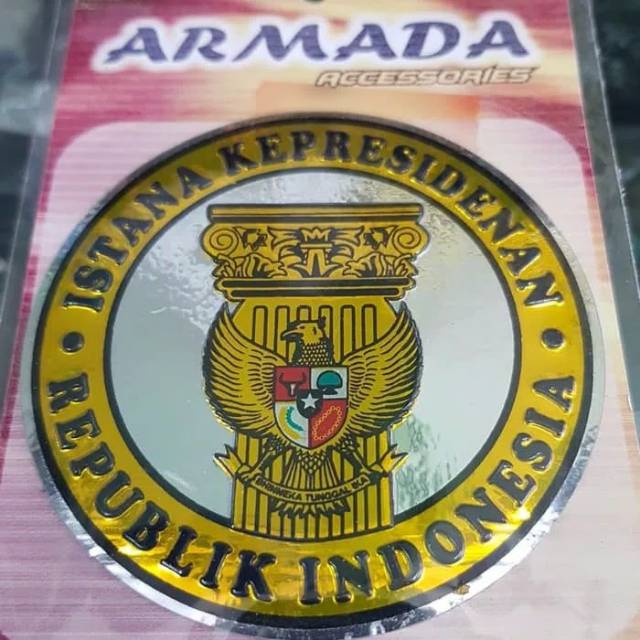 ARMADA
ACCESSORIES
ISTANA KEPRESIDENAN
BHINNEKA TUNGGAL IKA
• REPUBLIK INDONESIA •